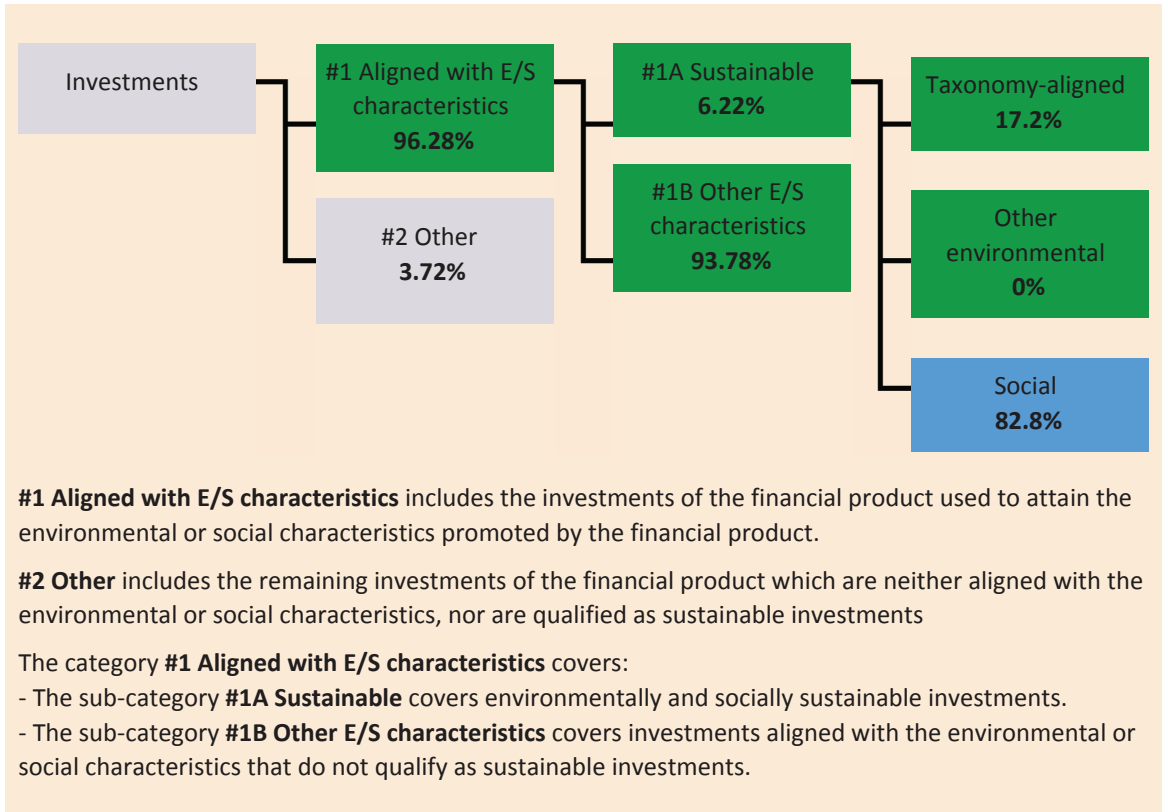 Investments
#1 Aligned with E/S
characteristics
96.28%
#2 Other
3.72%
#1A Sustainable
6.22%
#1B Other E/S
characteristics
93.78%
Taxonomy-aligned
17.2%
Other
environmental
0%
Social
82.8%
#1 Aligned with E/S characteristics includes the investments of the financial product used to attain the
environmental or social characteristics promoted by the financial product.
#2 Other includes the remaining investments of the financial product which are neither aligned with the
environmental or social characteristics, nor are qualified as sustainable investments
The category #1 Aligned with E/S characteristics covers:
- The sub-category #1A Sustainable covers environmentally and socially sustainable investments.
- The sub-category #1B Other E/S characteristics covers investments aligned with the environmental or
social characteristics that do not qualify as sustainable investments.